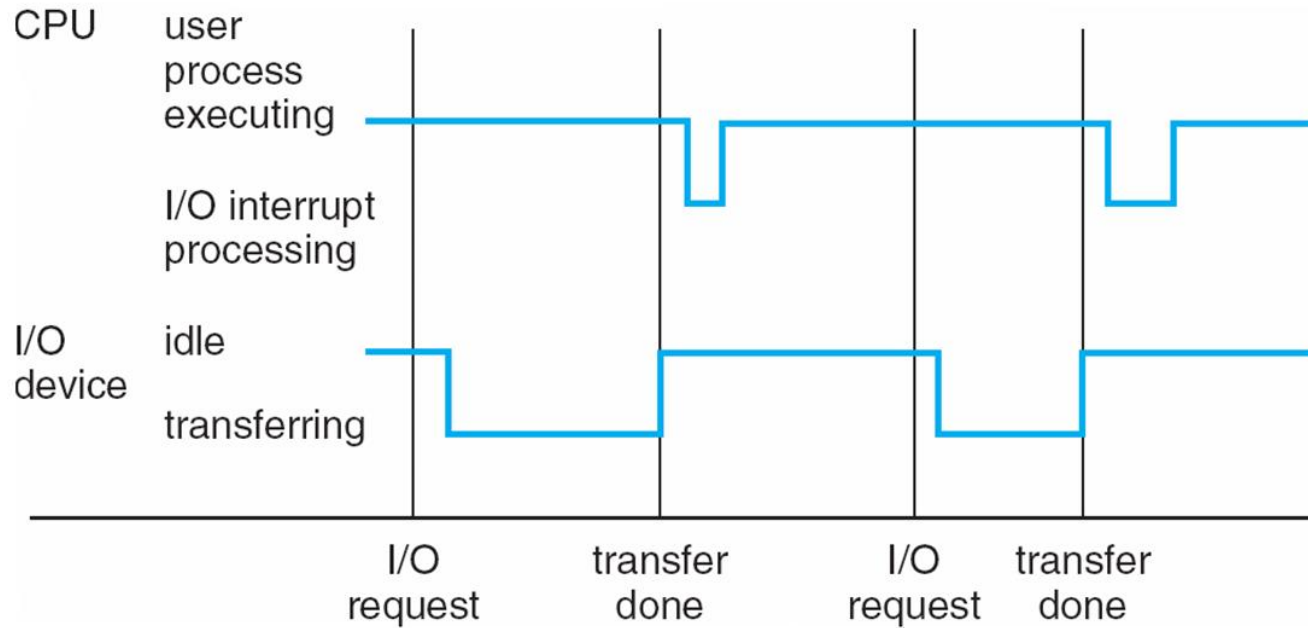 CPU
user
process
executing
I/O interrupt
processing
I/O
device
idle
transferring
I/O
request
transfer
done
I/O
request
transfer
done